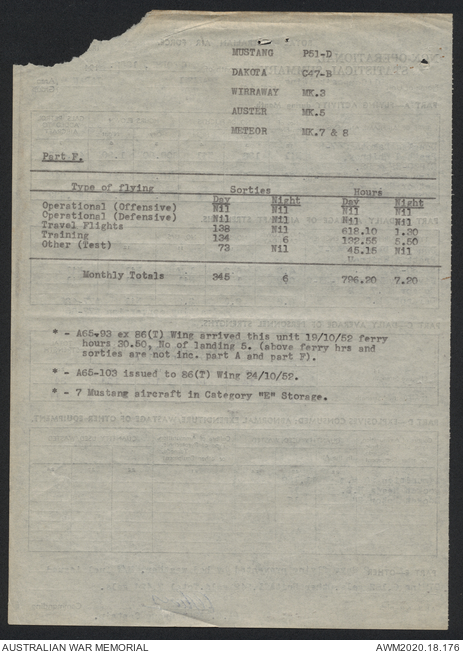 MUSTANG P51-D
DAKOTA C47-B
WIRRAWAY MK.3
AUSTER MK.5
METEOR MK.7 & 8
Part F.
Type of flying Sorties Hours
Day Night Day Night
Operational (Offensive) Nil Nil Nil Nil
Operational (Defensive) Nil Nil Nil Nil
Travel Flights 138 Nil 618.10 1.30
Training 134 6 132.55 5.50
Other (Test) 73 Nil 45.15 Nil
Monthly Totals 345 6 796.20 7.20
* - A65-93 ex 86(T) Wing arrived this unit 19/10/52 ferry
hours 30.50, No of landing 8. (above ferry hrs and
sorties are not inc. part A and part F).
* - A65-103 issued to 86(T) Wing 24/10/52.
* - 7 Mustang aircraft in Category "E" Storage.
AUSTRALIAN WAR MEMORIAL AWM2020.18.176